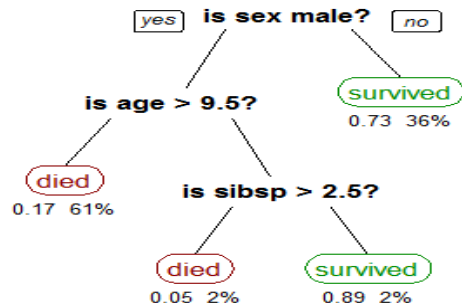 yes is sex male? no
is age > 9.5?
survived
0.73 36%
died
0.17 61%
is sibsp > 2.5?
died survived
0.05 2% 0.89 2%